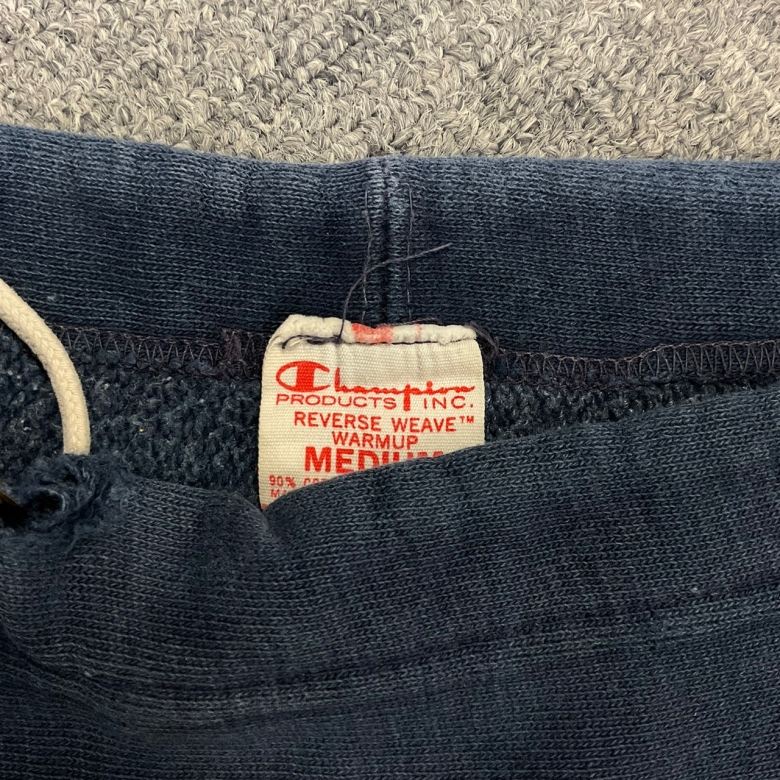 Champion
PRODUCTS INC.
REVERSE WEAVE™
WARMUP
MEDIUM
90%